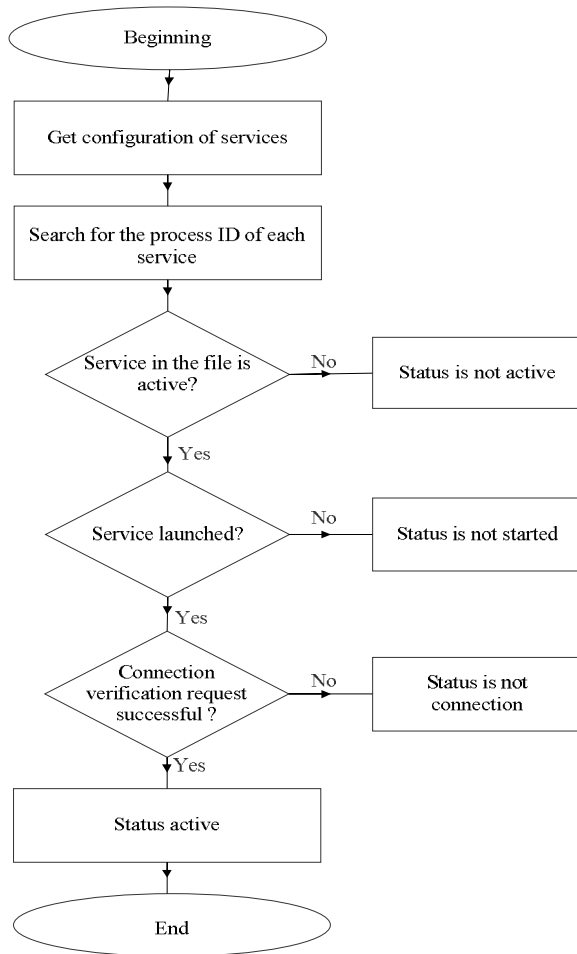 Beginning
Get configuration of services
Search for the process ID of each
service
Service in the file is
active?
No
Status is not active
Yes
Service launched?
No
Status is not started
Yes
Connection
verification request
successful ?
No
Status is not
connection
Yes
Status active
End